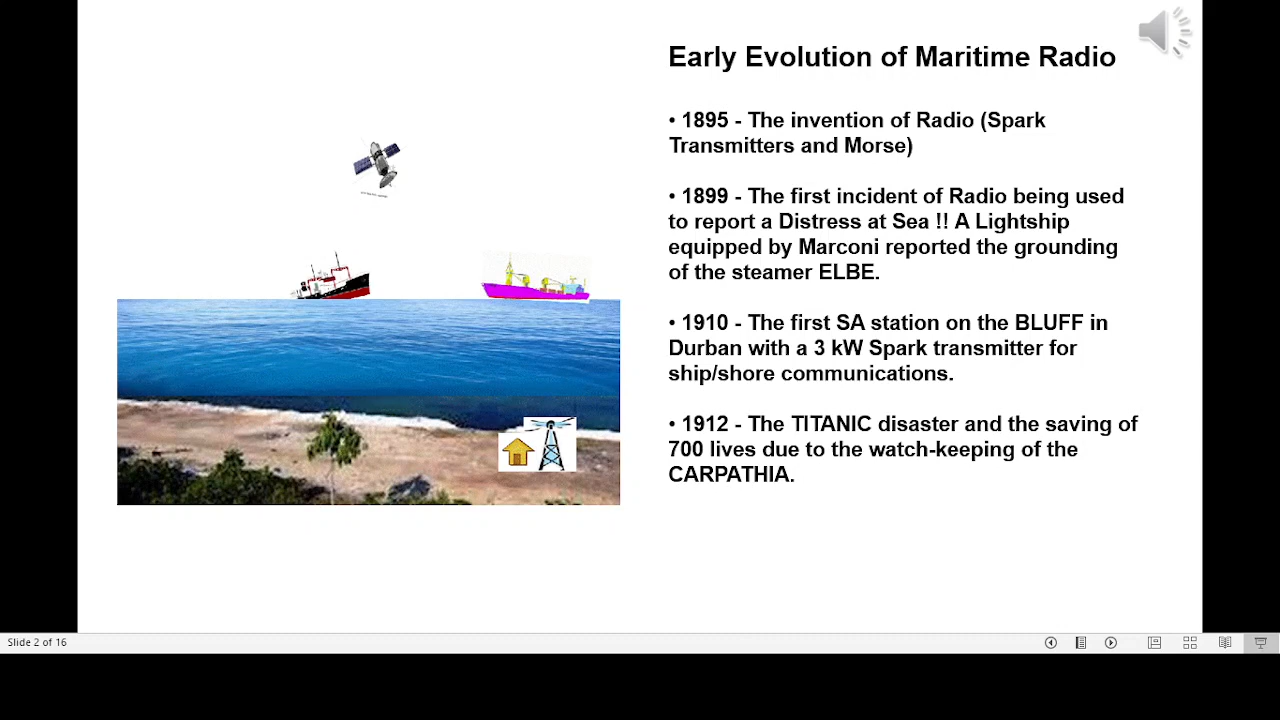 Early Evolution of Maritime Radio
• 1895 - The invention of Radio (Spark
Transmitters and Morse)
• 1899 - The first incident of Radio being used
to report a Distress at Sea !! A Lightship
equipped by Marconi reported the grounding
of the steamer ELBE.
• 1910 - The first SA station on the BLUFF in
Durban with a 3 kW Spark transmitter for
ship/shore communications.
• 1912 - The TITANIC disaster and the saving of
700 lives due to the watch-keeping of the
CARPATHIA.
Slide 2 of 16